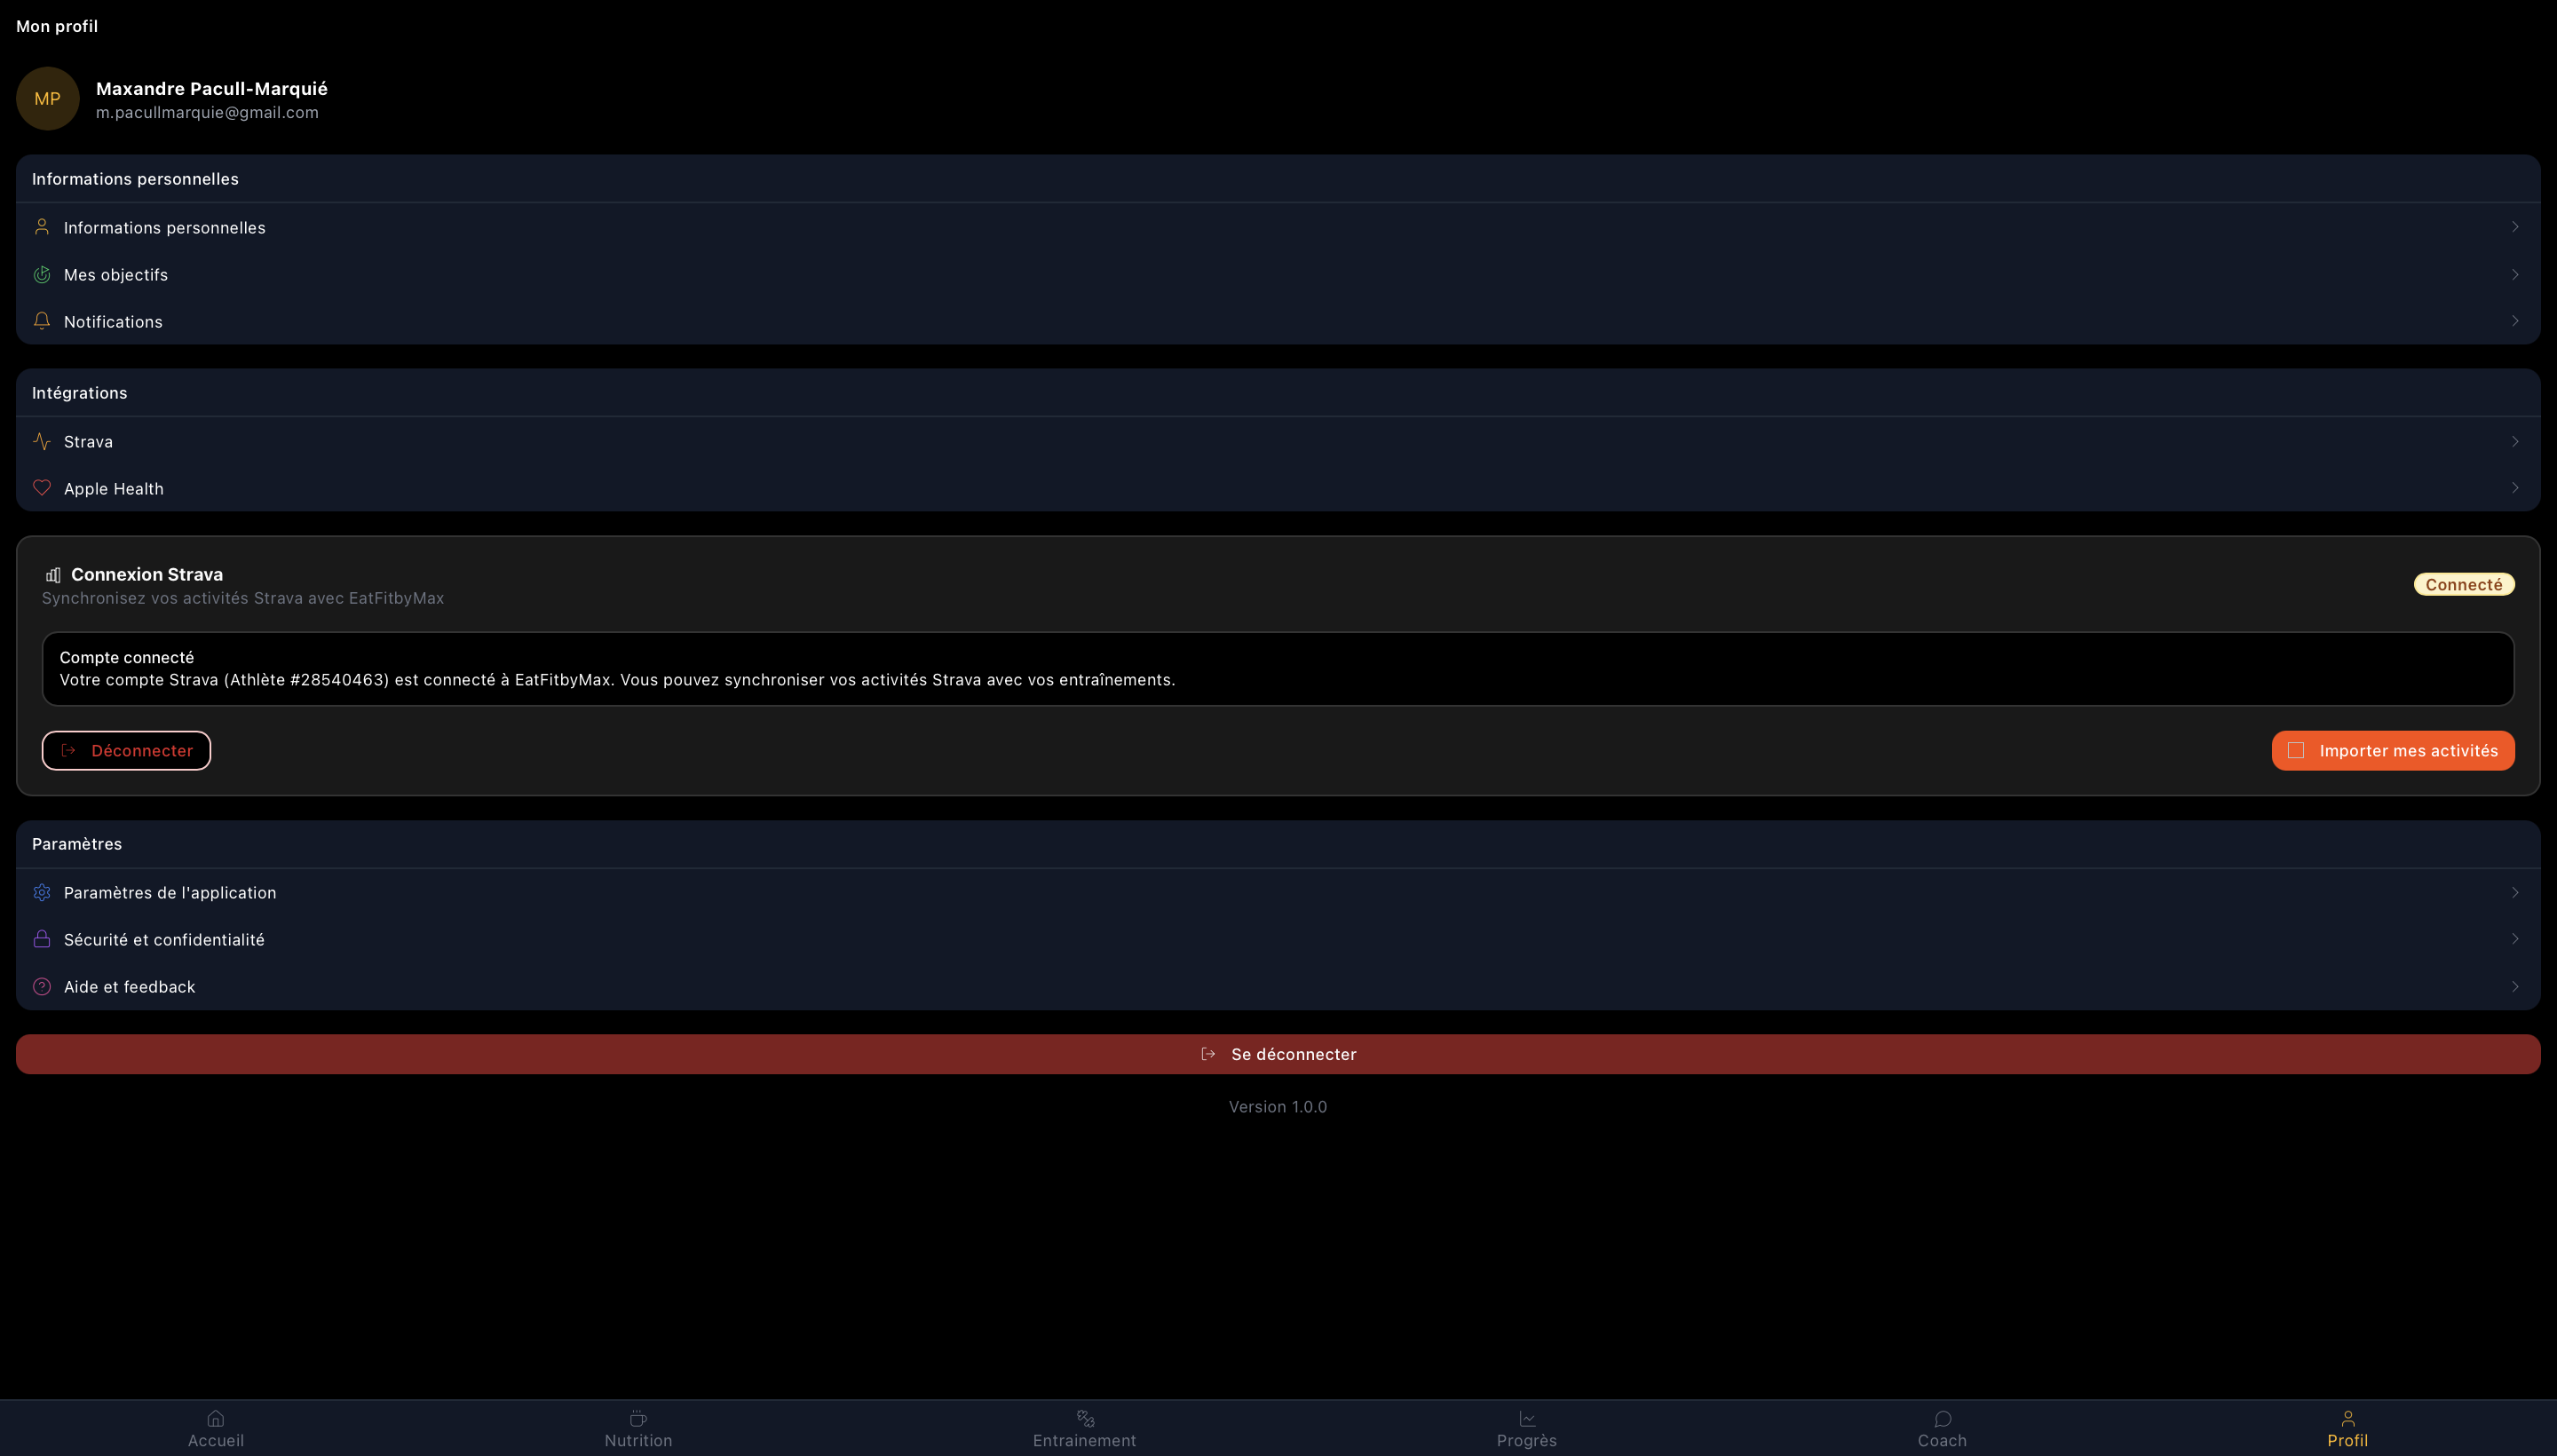 Mon profil
MP
Maxandre Pacull-Marquié
m.pacullmarquie@gmail.com
Informations personnelles
Informations personnelles
Mes objectifs
Notifications
Intégrations
Strava
Apple Health
Connexion Strava
Synchronisez vos activités Strava avec EatFitbyMax
Connecté
Compte connecté
Votre compte Strava (Athlète #28540463) est connecté à EatFitbyMax. Vous pouvez synchroniser vos activités Strava avec vos entraînements.
Déconnecter
Importer mes activités
Paramètres
Paramètres de l'application
Sécurité et confidentialité
Aide et feedback
Se déconnecter
Version 1.0.0
Accueil
Nutrition
Entrainement
Progrès
Coach
Profil